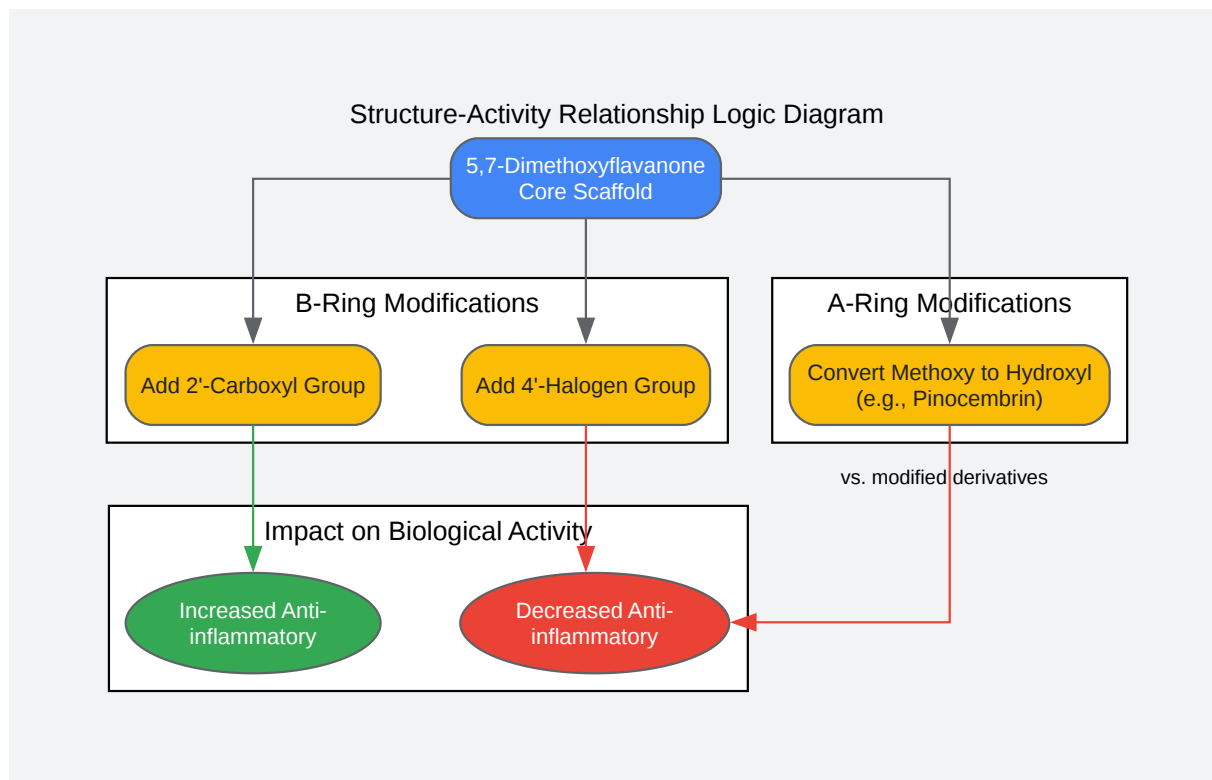 Structure-Activity Relationship Logic Diagram
5,7-Dimethoxyflavanone
Core Scaffold
B-Ring Modifications
A-Ring Modifications
Add 2'-Carboxyl Group
Add 4'-Halogen Group
Convert Methoxy to Hydroxyl
(e.g., Pinocembrin)
vs. modified derivatives
Impact on Biological Activity
Increased Anti-
inflammatory
Decreased Anti-
inflammatory